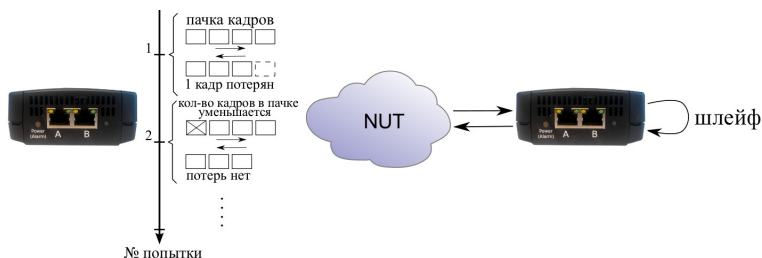 пачка кадров
1
1 кадр потерян
кол-во кадров в пачке
уменьшается
2
потерь нет
№ попытки
Power
(Alarm)
A
B
NUT
Power
(Alarm)
A
B
шлейф